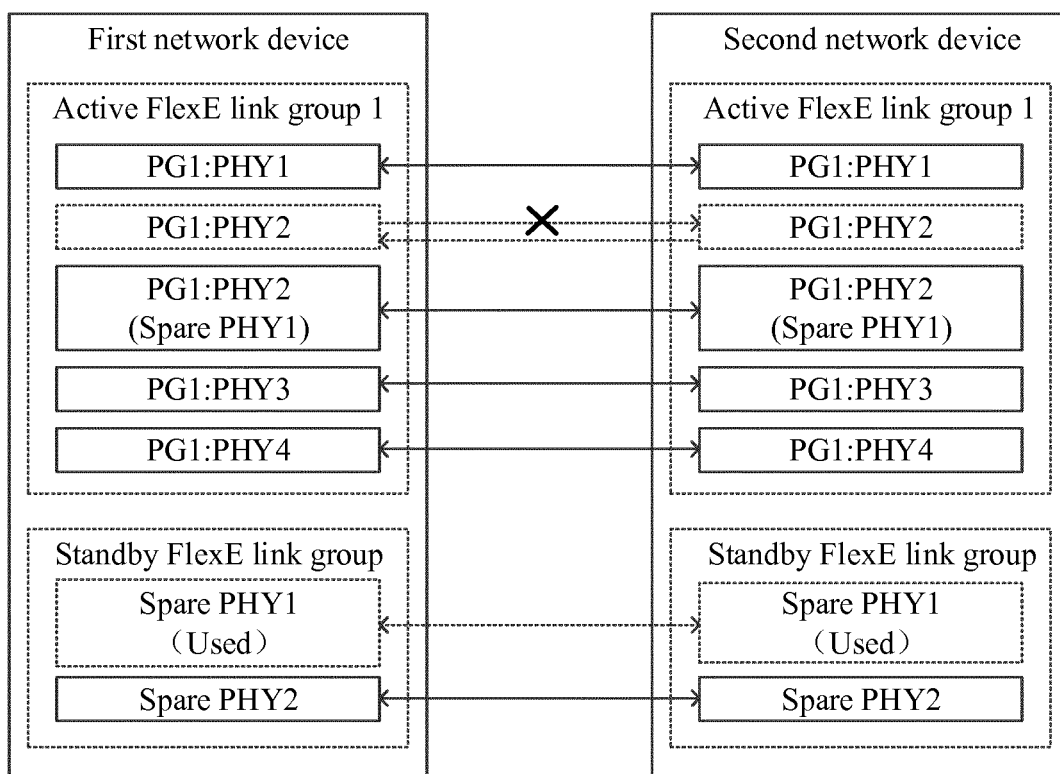 First network device
Active FlexE link group 1
PG1:PHY1
PG1:PHY2
PG1:PHY2
(Spare PHY1)
PG1:PHY3
PG1:PHY4
Standby FlexE link group
Spare PHY1
（Used）
Spare PHY2
Second network device
Active FlexE link group 1
PG1:PHY1
PG1:PHY2
PG1:PHY2
(Spare PHY1)
PG1:PHY3
PG1:PHY4
Standby FlexE link group
Spare PHY1
（Used）
Spare PHY2